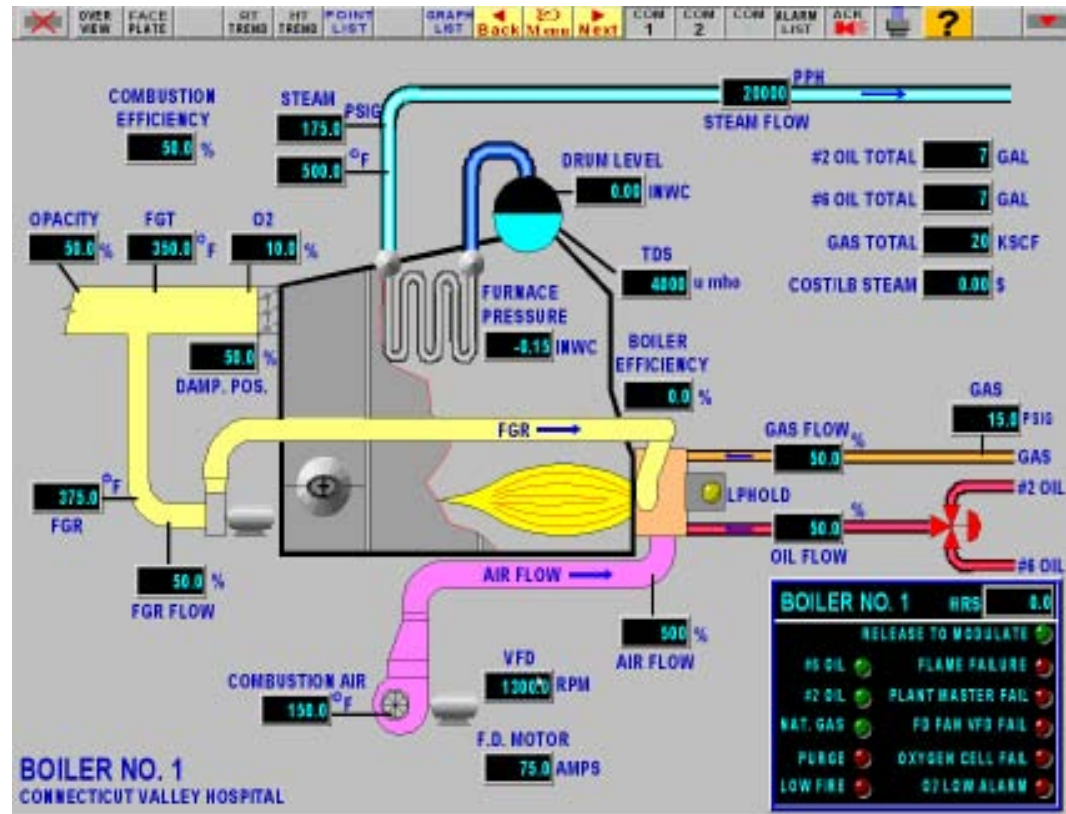 OVER VIEW
FACE PLATE
RT TREND
HT TREND
POINT LIST
GRAPH LIST
Back
Menu
Next
COM 1
COM 2
COM
ALARM LIST
ACK
?
COMBUSTION EFFICIENCY
50.0 %
STEAM
175.0 PSIG
500.0 °F
20000 PPH
STEAM FLOW
DRUM LEVEL
0.00 INWC
#2 OIL TOTAL 7 GAL
#6 OIL TOTAL 7 GAL
GAS TOTAL 20 KSCF
COST/LB STEAM 0.00 $
OPACITY
50.0 %
FGT
350.0 °F
O2
10.0 %
TDS
4000 u mho
FURNACE PRESSURE
-0.15 INWC
50.0 %
DAMP. POS.
BOILER EFFICIENCY
0.0 %
GAS
15.0 PSIG
FGR
GAS FLOW
50.0 %
GAS
375.0 °F
FGR
LPHOLD
#2 OIL
50.0 %
OIL FLOW
#6 OIL
50.0 %
FGR FLOW
AIR FLOW
500 %
AIR FLOW
VFD
1300.0 RPM
COMBUSTION AIR
150.0 °F
F.D. MOTOR
75.0 AMPS
BOILER NO. 1 HRS 0.0
RELEASE TO MODULATE
#6 OIL FLAME FAILURE
#2 OIL PLANT MASTER FAIL
NAT. GAS FD FAN VFD FAIL
PURGE OXYGEN CELL FAIL
LOW FIRE O2 LOW ALARM
BOILER NO. 1
CONNECTICUT VALLEY HOSPITAL